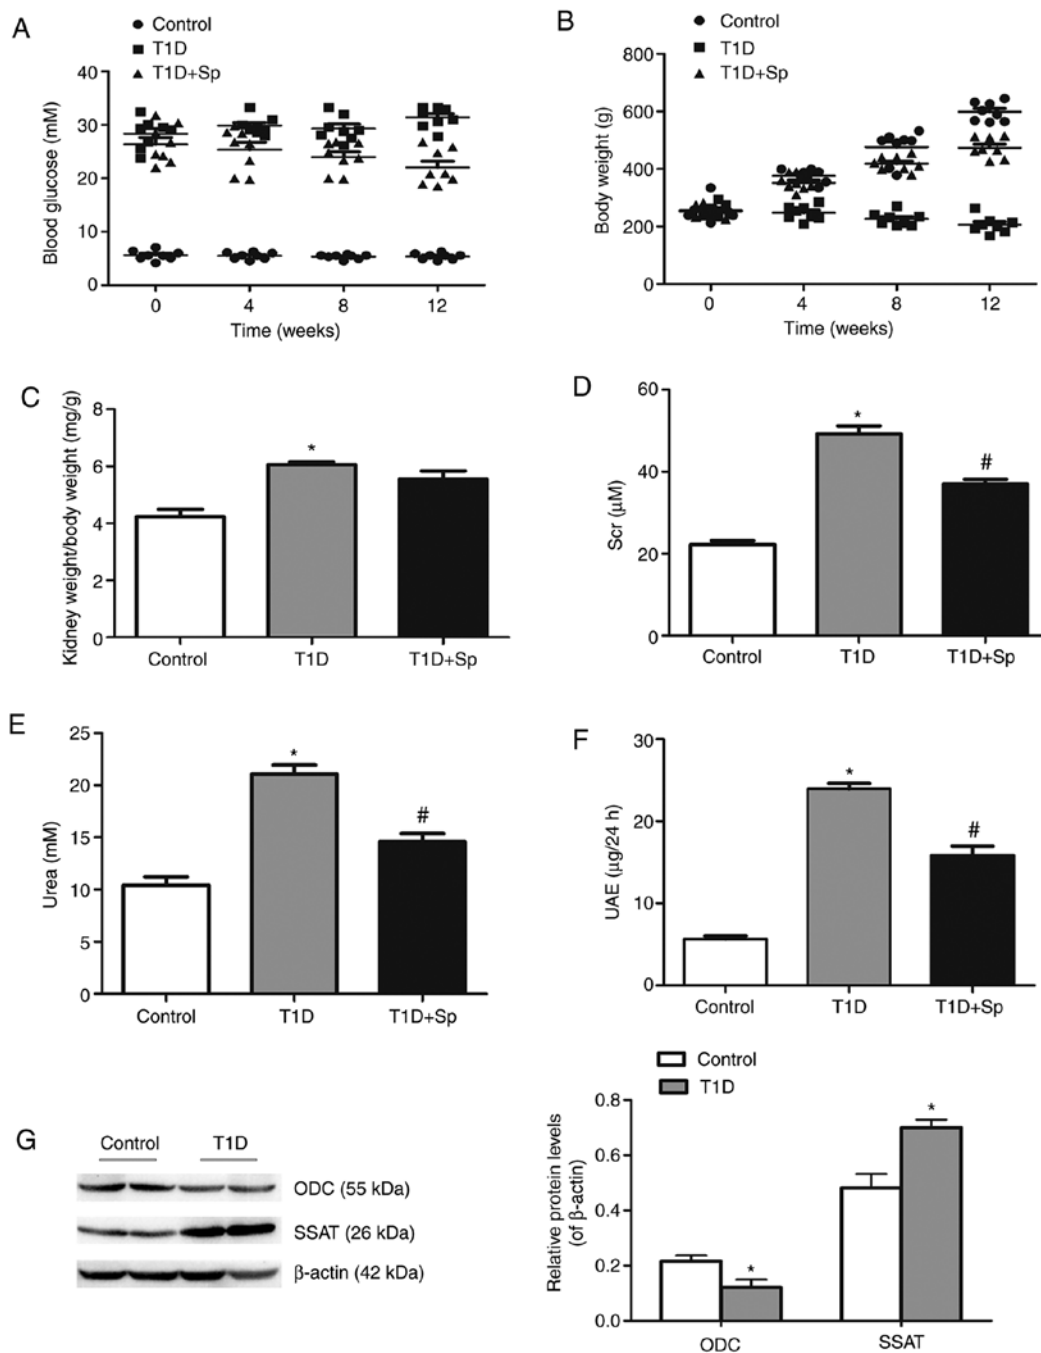 A
Control
T1D
T1D+Sp
Blood glucose (mM)
40
30
20
10
0
0 4 8 12
Time (weeks)
B
Control
T1D
T1D+Sp
Body weight (g)
800
600
400
200
0
0 4 8 12
Time (weeks)
C
Kidney weight/body weight (mg/g)
8
6
4
2
0
*
Control T1D T1D+Sp
D
Scr (μM)
60
40
20
0
*
#
Control T1D T1D+Sp
E
Urea (mM)
25
20
15
10
5
0
*
#
Control T1D T1D+Sp
F
UAE (μg/24 h)
30
20
10
0
*
#
Control T1D T1D+Sp
G
Control T1D
ODC (55 kDa)
SSAT (26 kDa)
β-actin (42 kDa)
Control
T1D
Relative protein levels
(of β-actin)
0.8
0.6
0.4
0.2
0.0
*
*
ODC SSAT